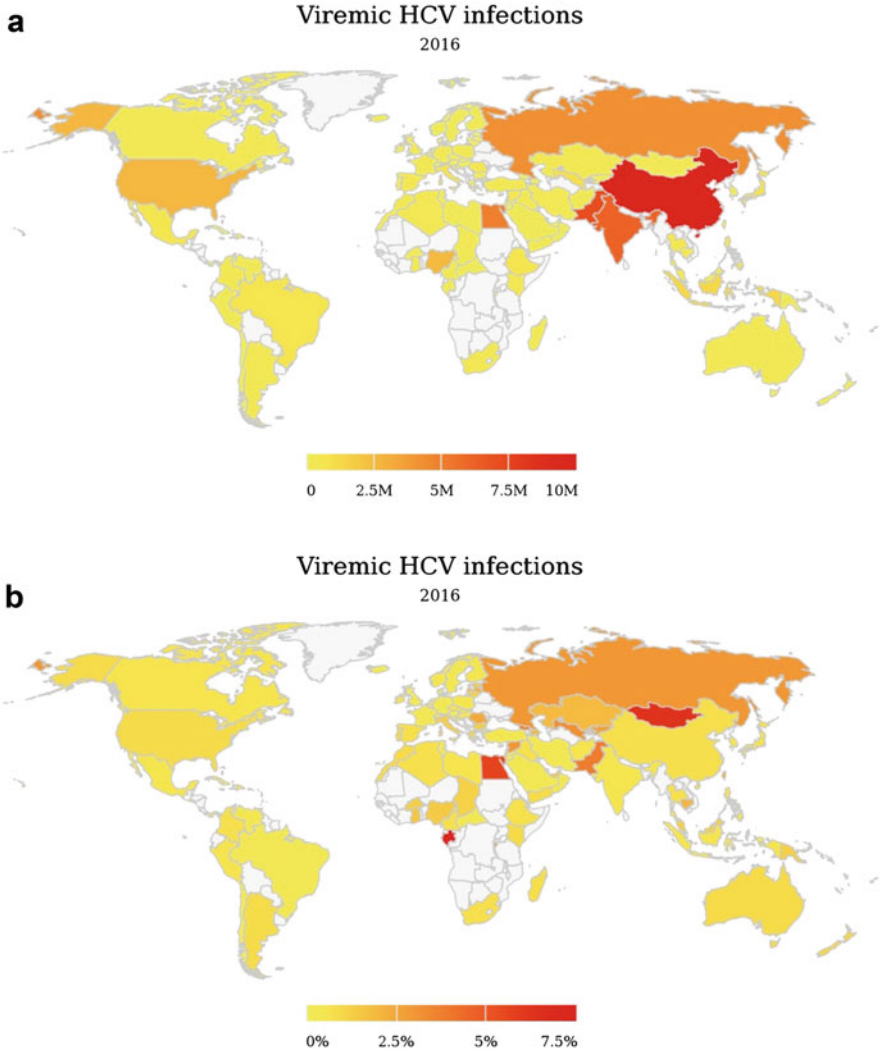 a
Viremic HCV infections
2016
0 2.5M 5M 7.5M 10M
b
Viremic HCV infections
2016
0% 2.5% 5% 7.5%